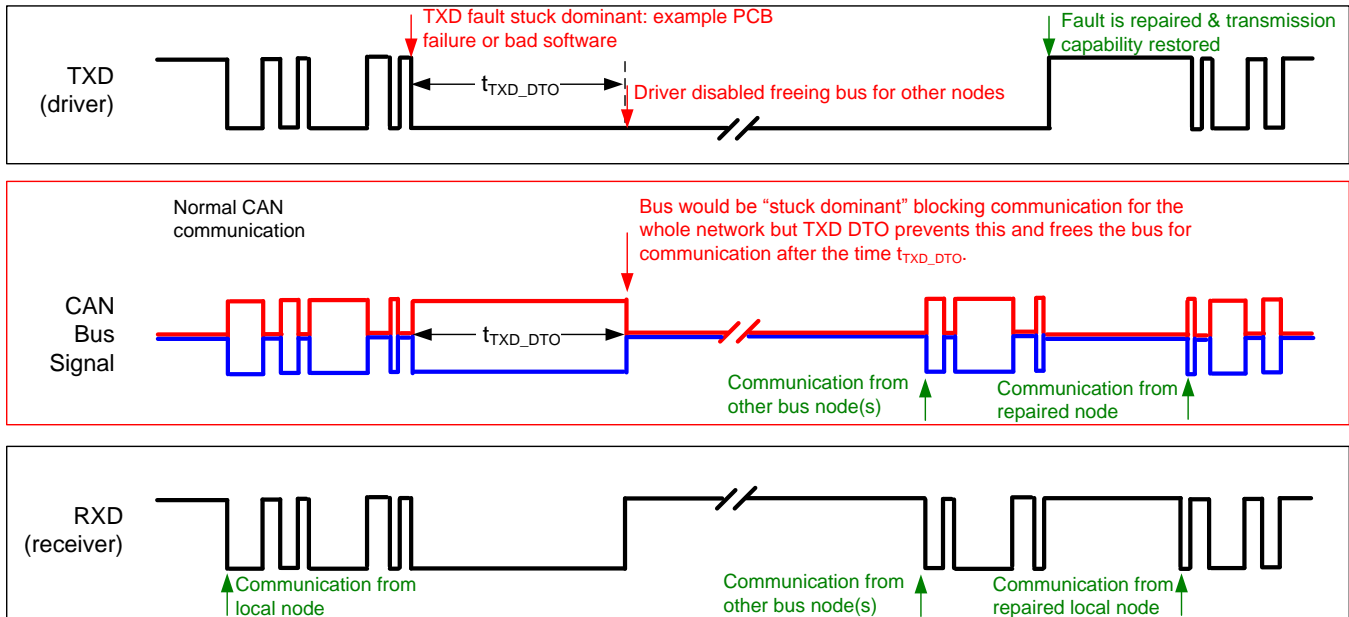 TXD fault stuck dominant: example PCB
failure or bad software
Fault is repaired & transmission
capability restored
TXD
(driver)
tTXD_DTO
Driver disabled freeing bus for other nodes
Normal CAN
communication
Bus would be “stuck dominant” blocking communication for the
whole network but TXD DTO prevents this and frees the bus for
communication after the time tTXD_DTO.
CAN
Bus
Signal
tTXD_DTO
Communication from
other bus node(s)
Communication from
repaired node
RXD
(receiver)
Communication from
local node
Communication from
other bus node(s)
Communication from
repaired local node